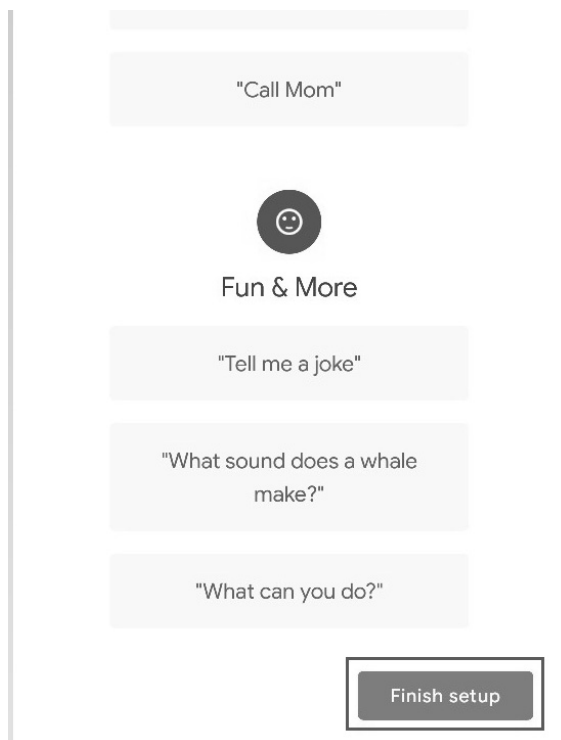 "Call Mom"
Fun & More
"Tell me a joke"
"What sound does a whale
make?"
"What can you do?"
Finish setup